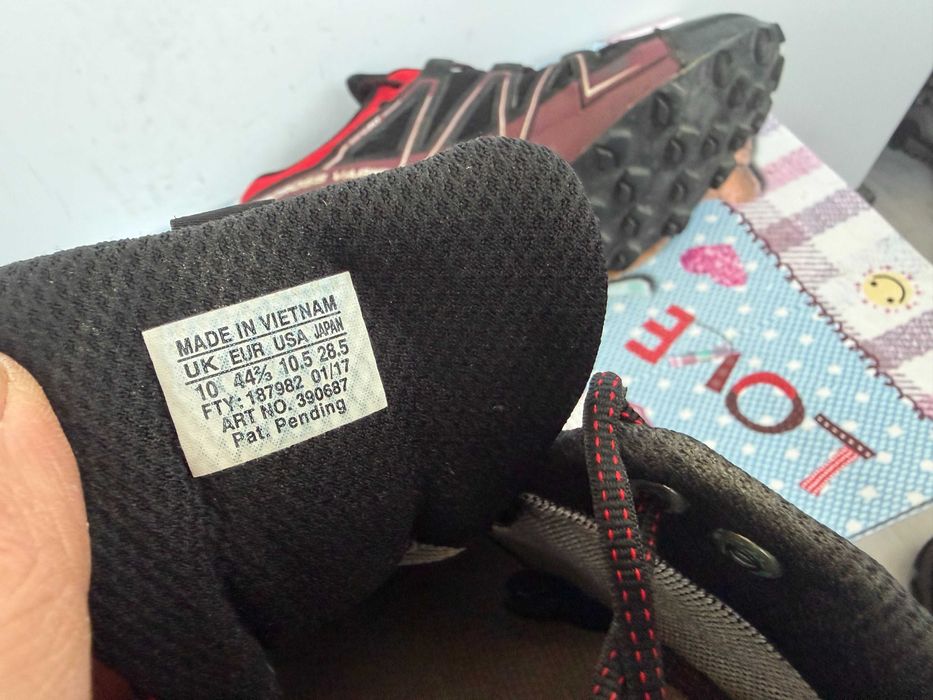 MADE IN VIETNAM
UK EUR USA JAPAN
10 44⅔ 10.5 28.5
FTY: 187982 01/17
ART NO. 390687
Pat. Pending
LOVE